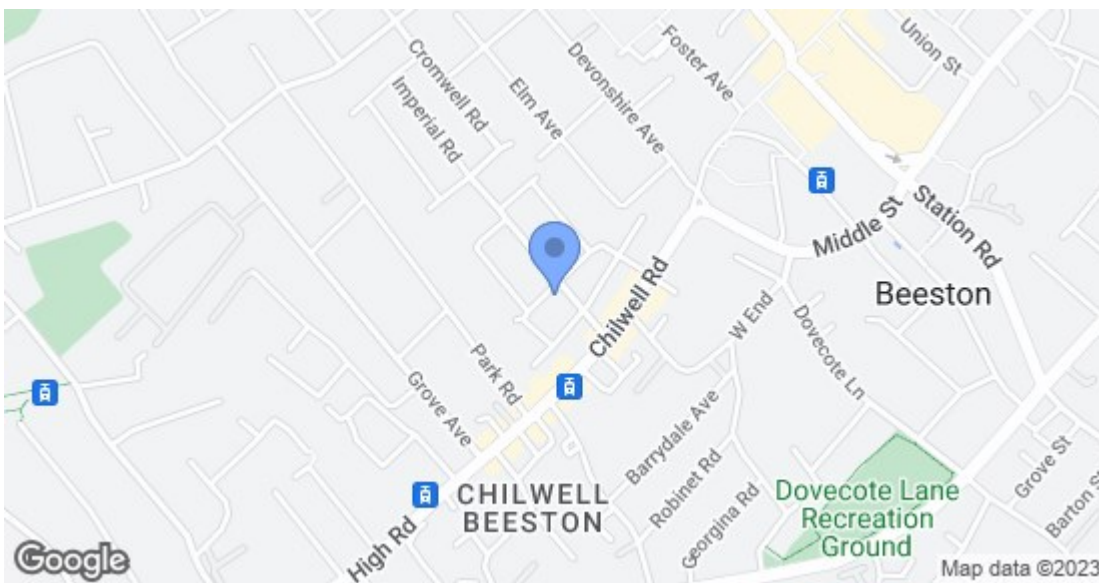 Cromwell Rd
Imperial Rd
Elm Ave
Devonshire Ave
Foster Ave
Union St
Middle St
Station Rd
Beeston
Chilwell Rd
W End
Dovecote Ln
Park Rd
Grove Ave
Barrydale Ave
Robinet Rd
Georgina Rd
Grove St
Barton St
CHILWELL
BEESTON
Dovecote Lane
Recreation
Ground
High Rd
Google
Map data ©2023